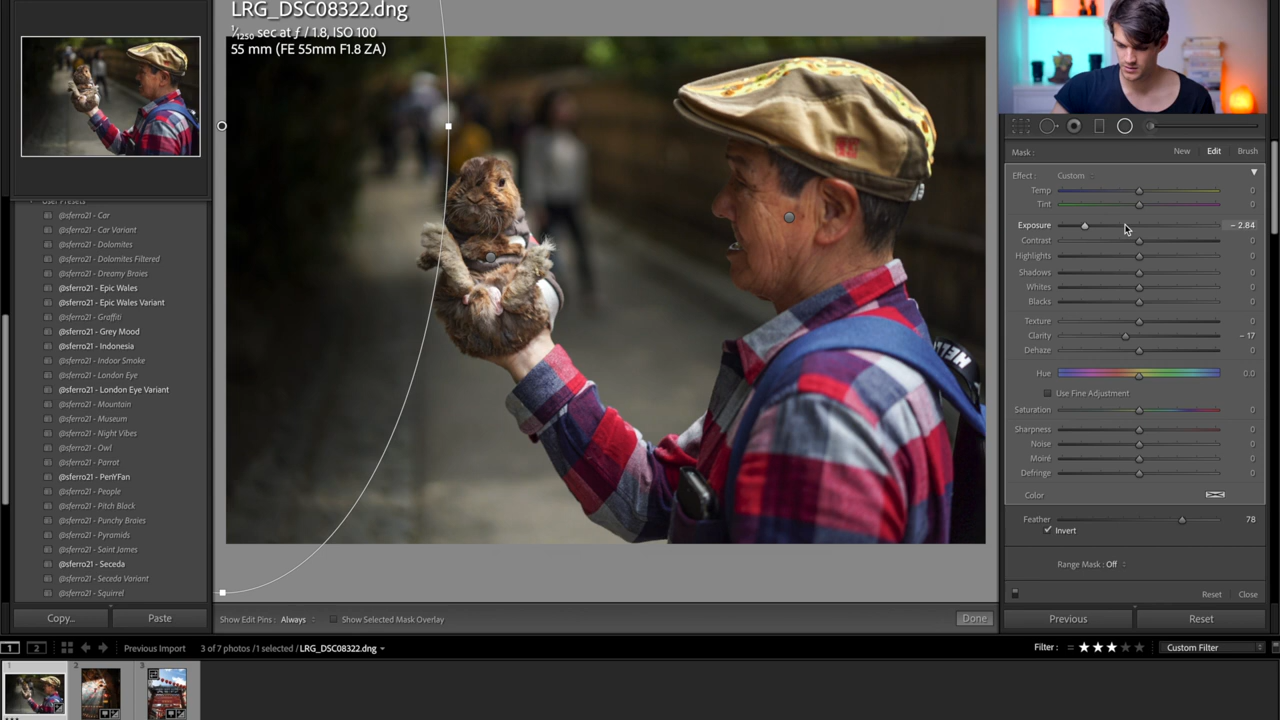 LRG_DSC08322.dng
1/1250 sec at ƒ / 1.8, ISO 100
55 mm (FE 55mm F1.8 ZA)
@sferro21 - Car
@sferro21 - Car Variant
@sferro21 - Dolomites
@sferro21 - Dolomites Filtered
@sferro21 - Dreamy Braies
@sferro21 - Epic Wales
@sferro21 - Epic Wales Variant
@sferro21 - Graffiti
@sferro21 - Grey Mood
@sferro21 - Indonesia
@sferro21 - Indoor Smoke
@sferro21 - London Eye
@sferro21 - London Eye Variant
@sferro21 - Mountain
@sferro21 - Museum
@sferro21 - Night Vibes
@sferro21 - Owl
@sferro21 - Parrot
@sferro21 - PenYFan
@sferro21 - People
@sferro21 - Pitch Black
@sferro21 - Punchy Braies
@sferro21 - Pyramids
@sferro21 - Saint James
@sferro21 - Seceda
@sferro21 - Seceda Variant
@sferro21 - Squirrel
Copy...
Paste
Mask :
New
Edit
Brush
Effect : Custom
Temp 0
Tint 0
Exposure - 2.84
Contrast 0
Highlights 0
Shadows 0
Whites 0
Blacks 0
Texture 0
Clarity - 17
Dehaze 0
Hue 0.0
Use Fine Adjustment
Saturation 0
Sharpness 0
Noise 0
Moiré 0
Defringe 0
Color
Feather 78
Invert
Range Mask : Off
Reset
Close
Previous
Reset
Show Edit Pins : Always
Show Selected Mask Overlay
Done
1
2
Previous Import
3 of 7 photos /1 selected / LRG_DSC08322.dng
Filter :
Custom Filter
1
2
3